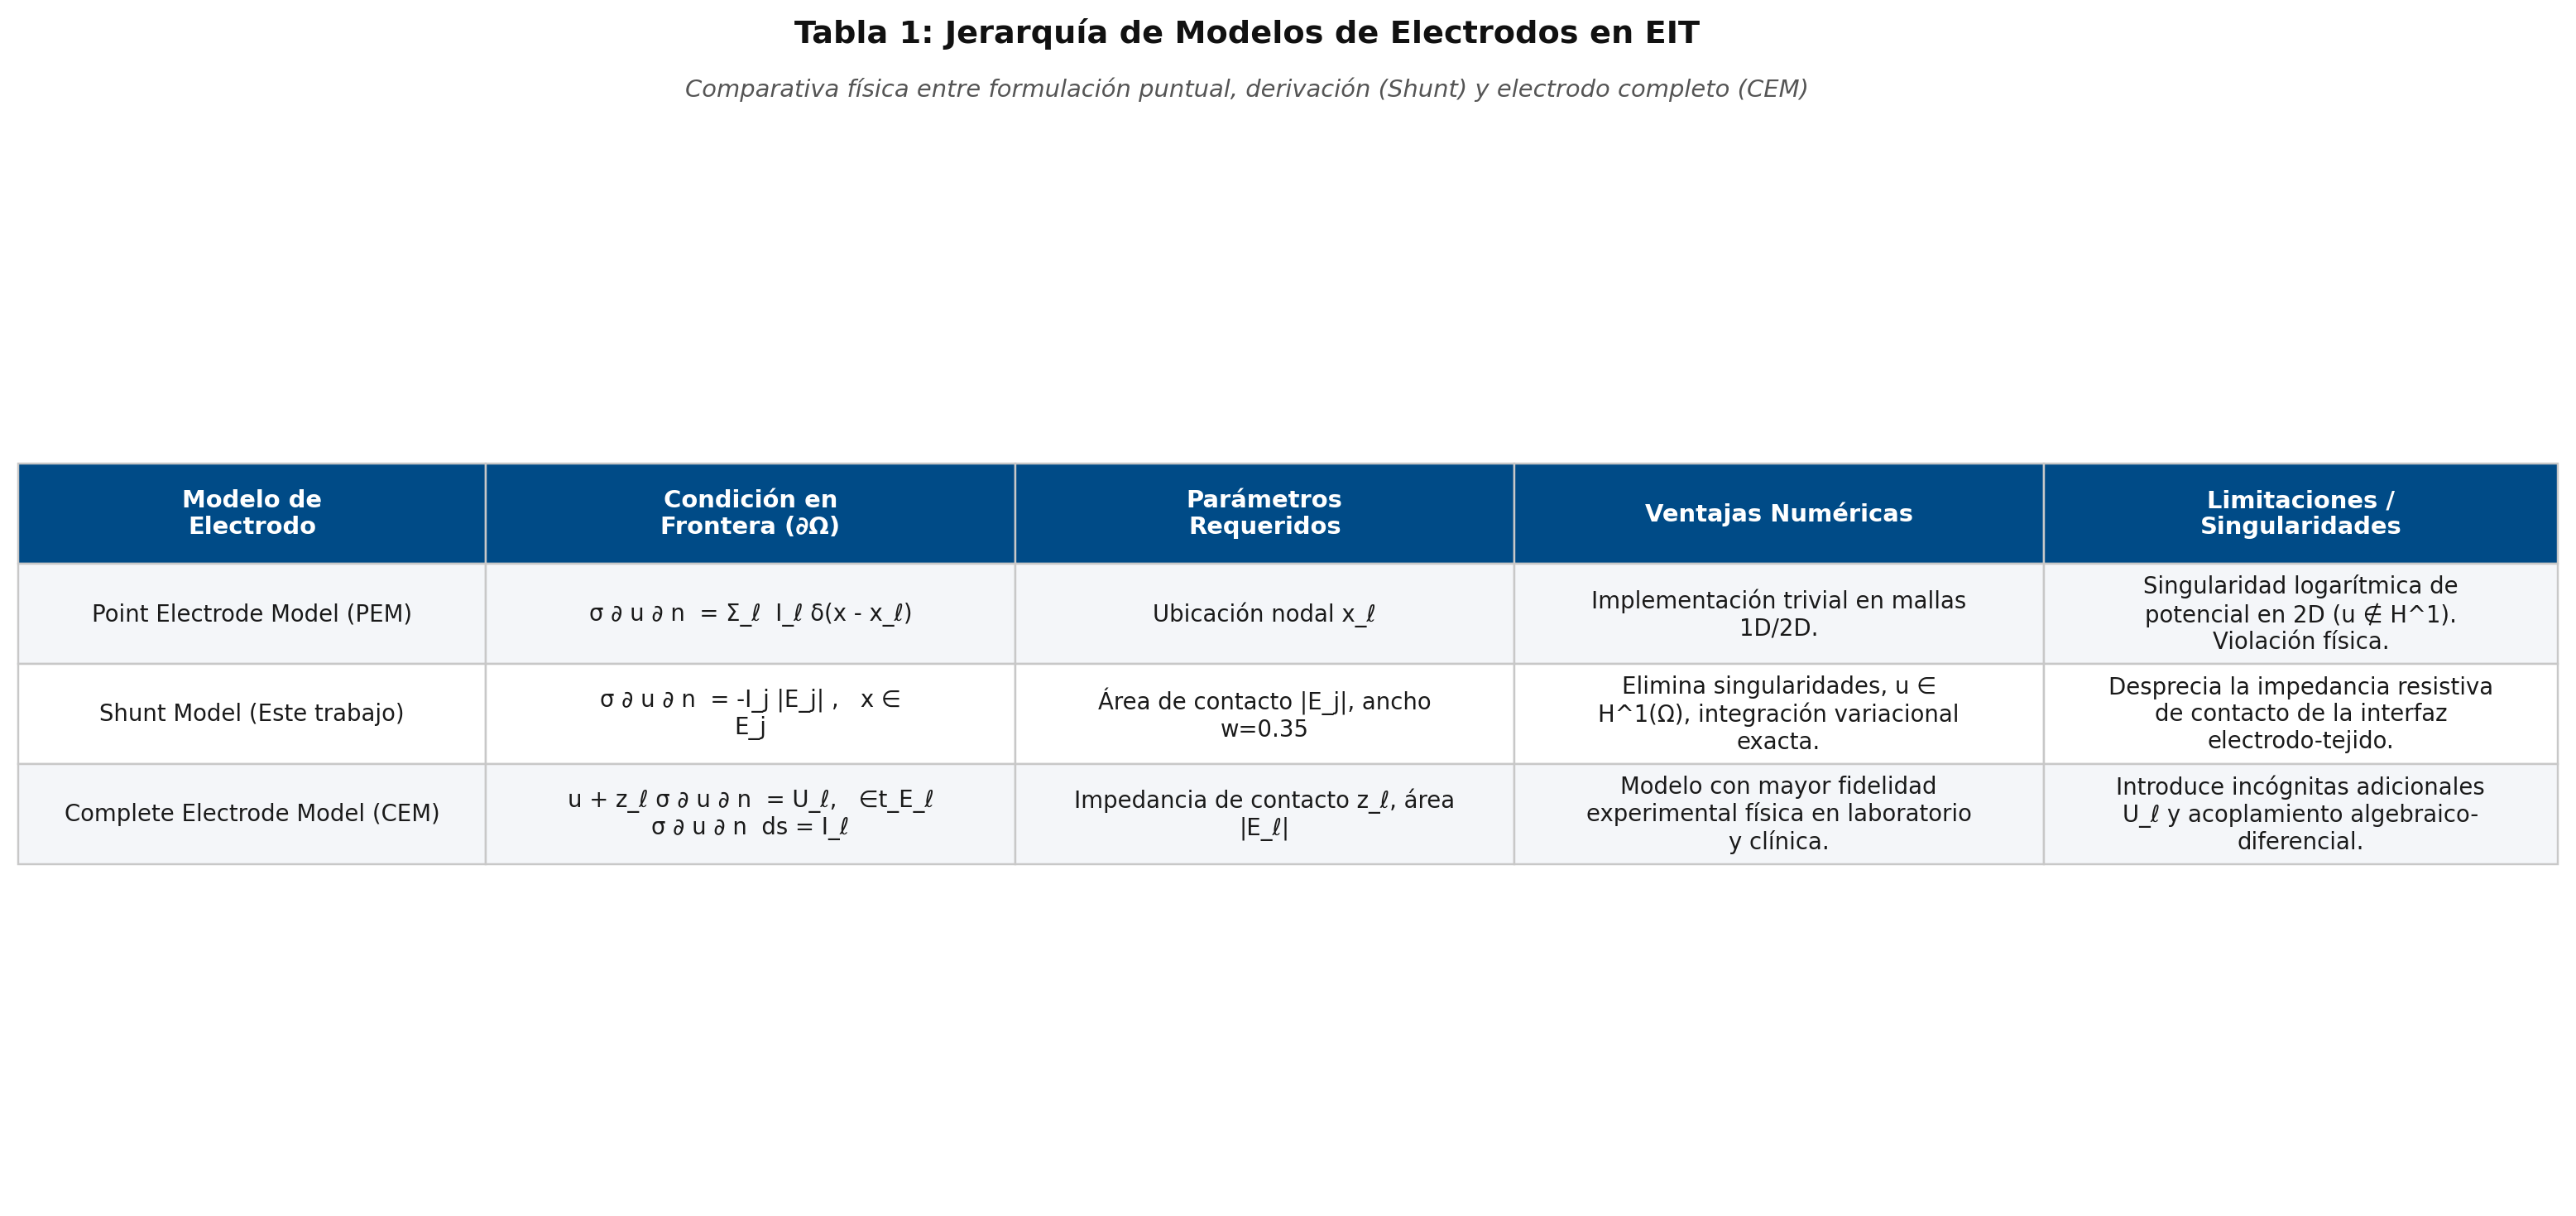 Tabla 1: Jerarquía de Modelos de Electrodos en EIT
Comparativa física entre formulación puntual, derivación (Shunt) y electrodo completo (CEM)
Modelo de
Electrodo
Condición en
Frontera (∂Ω)
Parámetros
Requeridos
Ventajas Numéricas
Limitaciones /
Singularidades
Point Electrode Model (PEM)
σ ∂ u ∂ n  = Σ_ℓ  I_ℓ δ(x - x_ℓ)
Ubicación nodal x_ℓ
Implementación trivial en mallas
1D/2D.
Singularidad logarítmica de
potencial en 2D (u ∉ H^1).
Violación física.
Shunt Model (Este trabajo)
σ ∂ u ∂ n  = -I_j |E_j| ,   x ∈
E_j
Área de contacto |E_j|, ancho
w=0.35
Elimina singularidades, u ∈
H^1(Ω), integración variacional
exacta.
Desprecia la impedancia resistiva
de contacto de la interfaz
electrodo-tejido.
Complete Electrode Model (CEM)
u + z_ℓ σ ∂ u ∂ n  = U_ℓ,   ∈t_E_ℓ
σ ∂ u ∂ n  ds = I_ℓ
Impedancia de contacto z_ℓ, área
|E_ℓ|
Modelo con mayor fidelidad
experimental física en laboratorio
y clínica.
Introduce incógnitas adicionales
U_ℓ y acoplamiento algebraico-
diferencial.